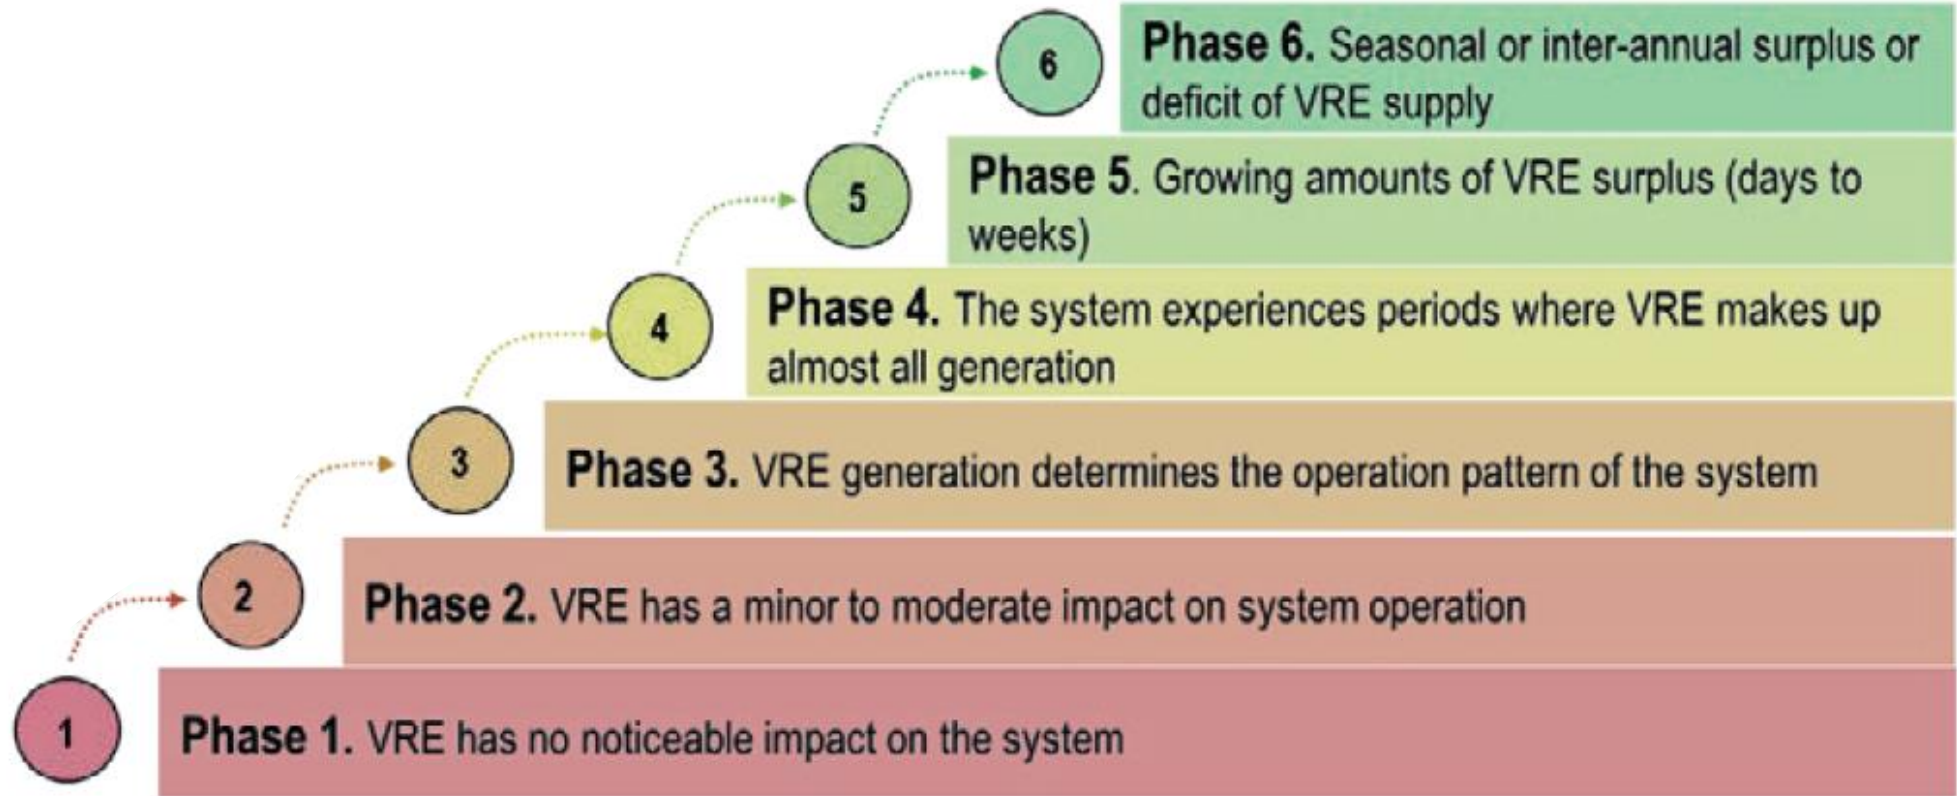 6
Phase 6. Seasonal or inter-annual surplus or
deficit of VRE supply
5
Phase 5. Growing amounts of VRE surplus (days to
weeks)
4
Phase 4. The system experiences periods where VRE makes up
almost all generation
3
Phase 3. VRE generation determines the operation pattern of the system
2
Phase 2. VRE has a minor to moderate impact on system operation
1
Phase 1. VRE has no noticeable impact on the system